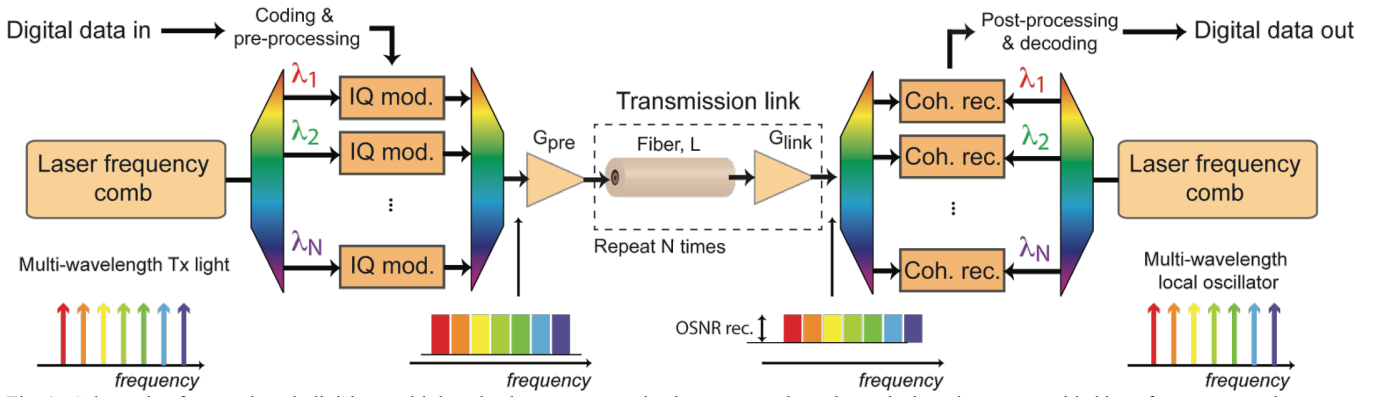 Digital data in
Coding &
pre-processing
Post-processing
& decoding
Digital data out
λ1
IQ mod.
λ2
IQ mod.
...
λN
IQ mod.
Laser frequency
comb
Gpre
Transmission link
Fiber, L
Glink
Repeat N times
Coh. rec.
λ1
Coh. rec.
λ2
...
Coh. rec.
λN
Laser frequency
comb
Multi-wavelength Tx light
frequency
frequency
OSNR rec.
frequency
Multi-wavelength
local oscillator
frequency